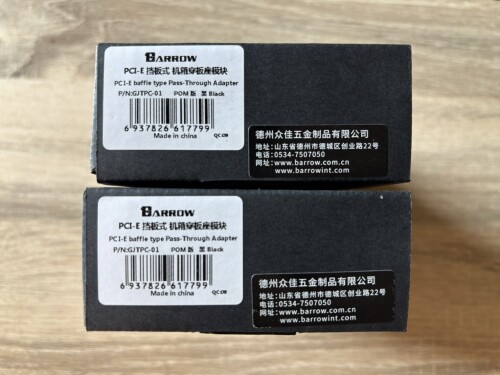 BARROW
PCI-E 挡板式 机箱穿板座模块
PCI-E baffle type Pass-Through Adapter
P/N:GJTPC-01 POM 版 黑 Black
6 937826 617799
Made in china QC:09
德州众佳五金制品有限公司
地址:山东省德州市德城区创业路22号
电话:0534-7507050
www.barrow.com.cn
www.barrowint.com
BARROW
PCI-E 挡板式 机箱穿板座模块
PCI-E baffle type Pass-Through Adapter
P/N:GJTPC-01 POM 版 黑 Black
6 937826 617799
Made in china QC:09
德州众佳五金制品有限公司
地址:山东省德州市德城区创业路22号
电话:0534-7507050
www.barrow.com.cn
www.barrowint.com